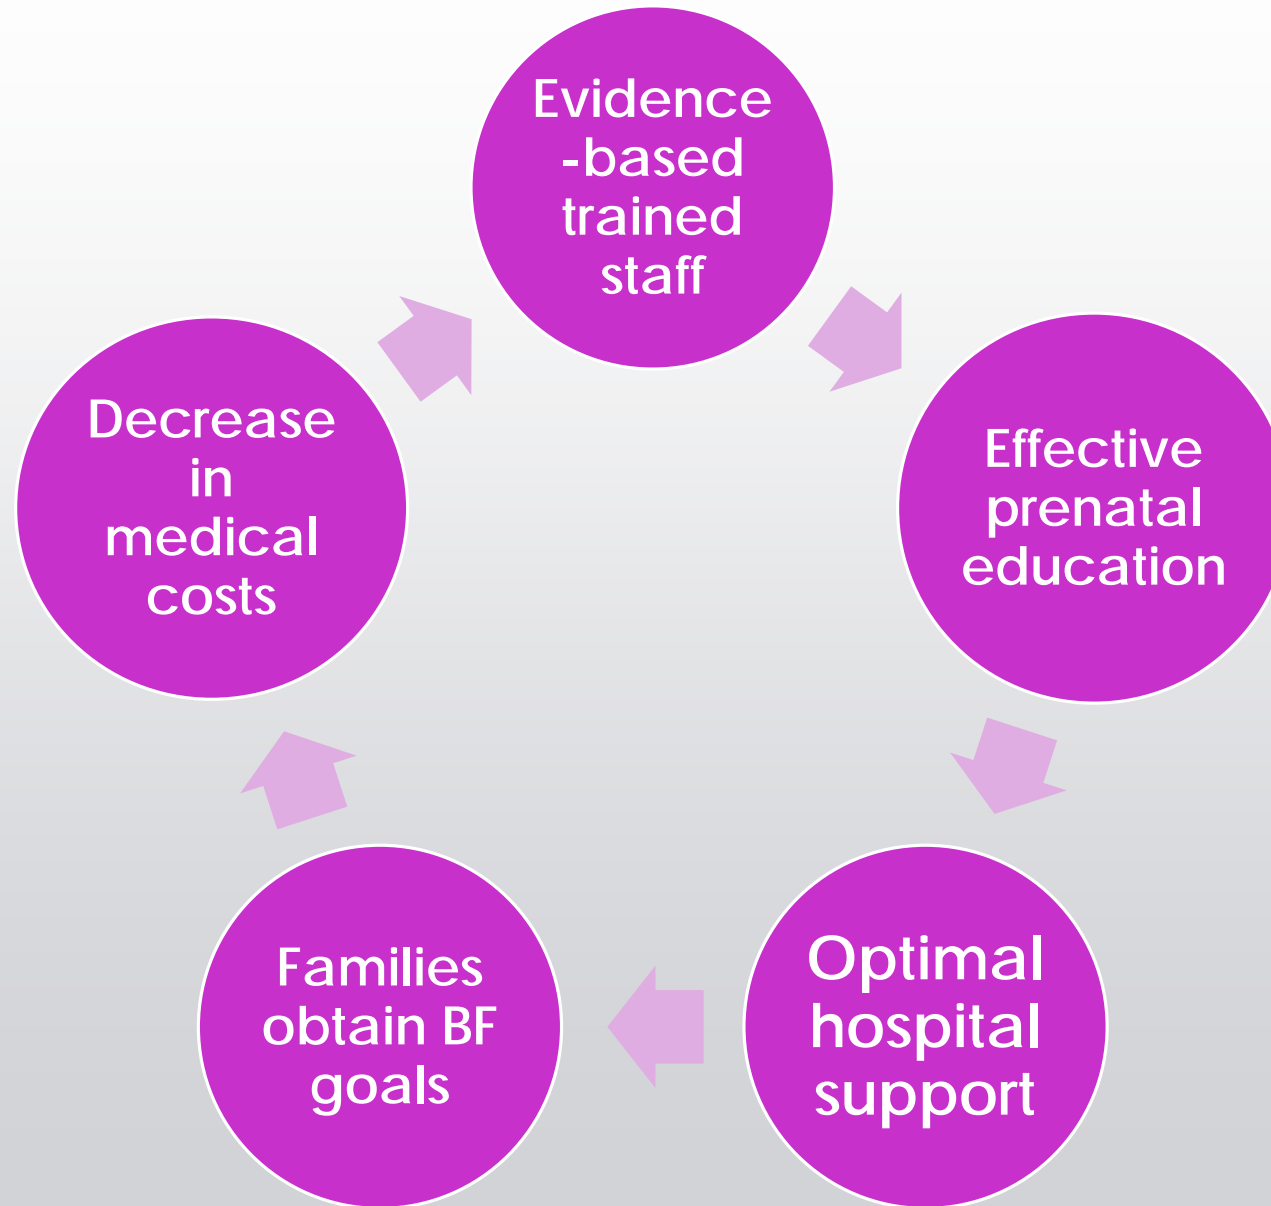 Evidence
-based
trained
staff
Effective
prenatal
education
Optimal
hospital
support
Families
obtain BF
goals
Decrease
in
medical
costs